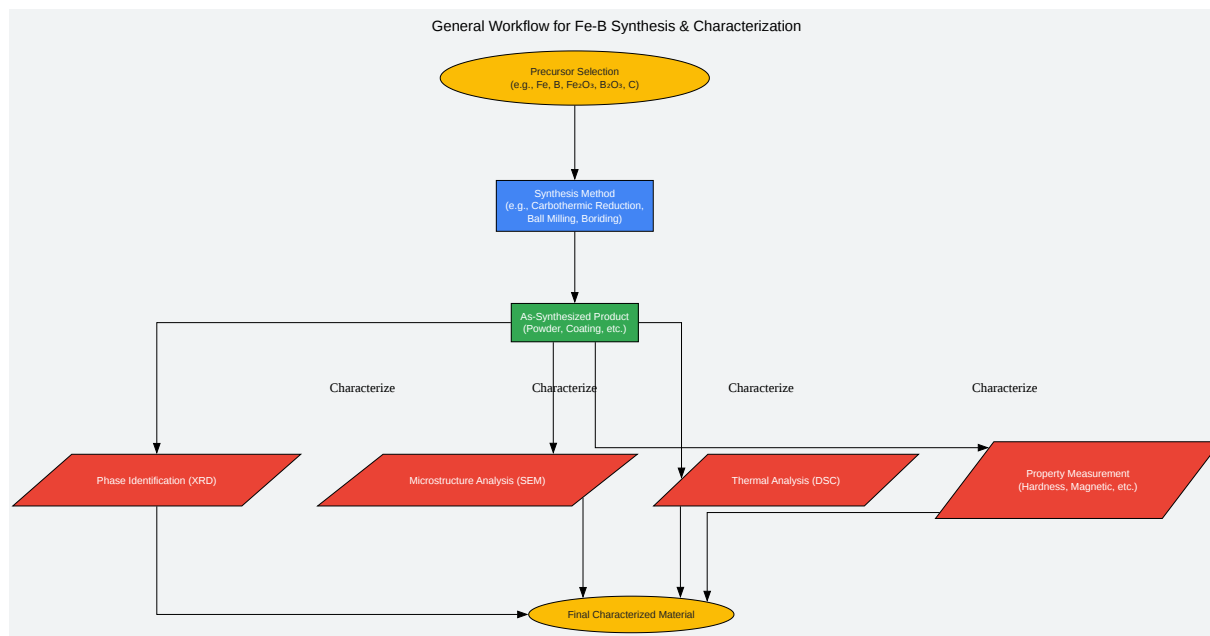 General Workflow for Fe-B Synthesis & Characterization
Precursor Selection
(e.g., Fe, B, Fe₂O₃, B₂O₃, C)
Synthesis Method
(e.g., Carbothermic Reduction,
Ball Milling, Boriding)
As-Synthesized Product
(Powder, Coating, etc.)
Characterize
Characterize
Characterize
Characterize
Phase Identification (XRD)
Microstructure Analysis (SEM)
Thermal Analysis (DSC)
Property Measurement
(Hardness, Magnetic, etc.)
Final Characterized Material